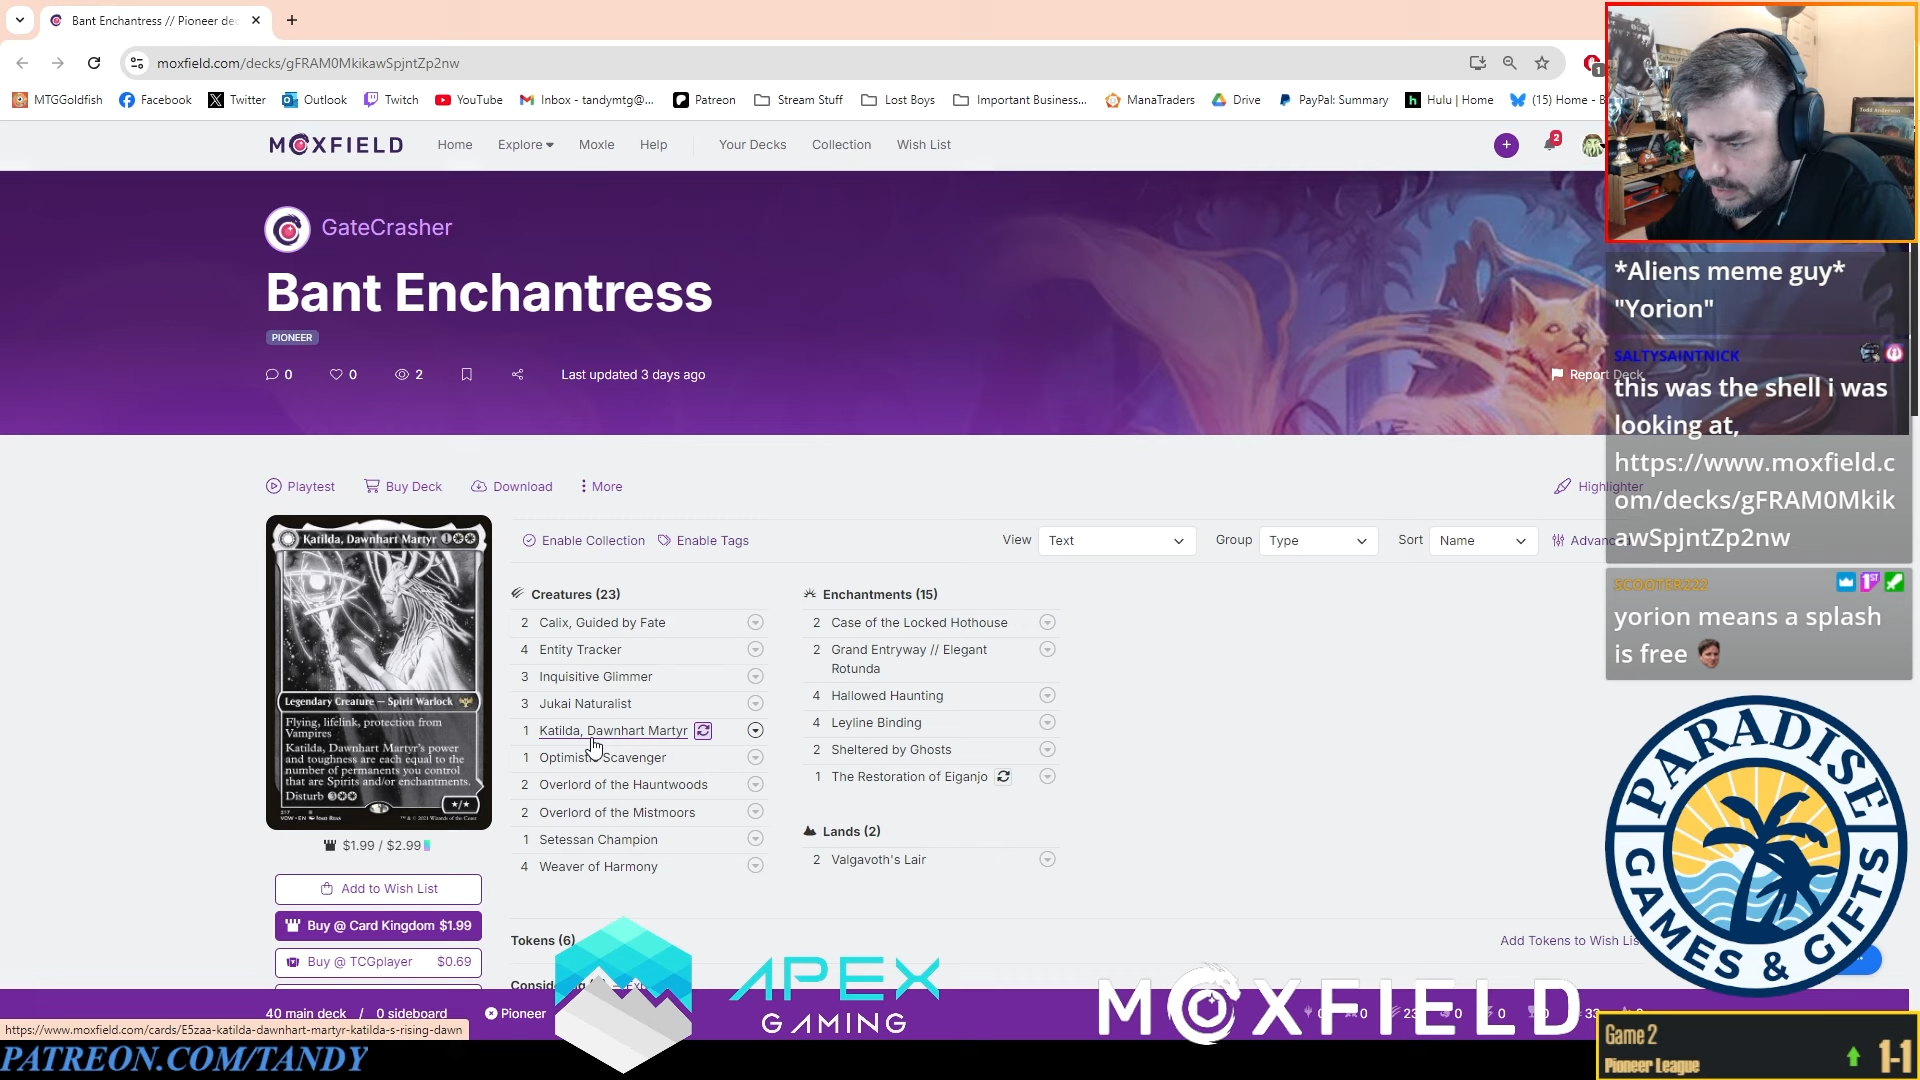 Bant Enchantress // Pioneer dec
moxfield.com/decks/gFRAM0MkikawSpjntZp2nw
1
MTGGoldfish
Facebook
Twitter
Outlook
Twitch
YouTube
Inbox - tandymtg@...
Patreon
Stream Stuff
Lost Boys
Important Business...
ManaTraders
Drive
PayPal: Summary
Hulu | Home
(15) Home - B
MOXFIELD
Home
Explore
Moxle
Help
Your Decks
Collection
Wish List
2
GateCrasher
Bant Enchantress
PIONEER
0
0
2
Last updated 3 days ago
Report Deck
Playtest
Buy Deck
Download
More
Highlighter
Katilda, Dawnhart Martyr
Legendary Creature — Spirit Warlock
Flying, lifelink, protection from
Vampires
Katilda, Dawnhart Martyr's power
and toughness are each equal to the
number of permanents you control
that are Spirits and/or enchantments.
Disturb
*/*
$1.99 / $2.99
Add to Wish List
Buy @ Card Kingdom $1.99
Buy @ TCGplayer $0.69
Enable Collection
Enable Tags
View
Text
Group
Type
Sort
Name
Advanc
Creatures (23)
2 Calix, Guided by Fate
4 Entity Tracker
3 Inquisitive Glimmer
3 Jukai Naturalist
1 Katilda, Dawnhart Martyr
1 Optimistic Scavenger
2 Overlord of the Hauntwoods
2 Overlord of the Mistmoors
1 Setessan Champion
4 Weaver of Harmony
Enchantments (15)
2 Case of the Locked Hothouse
2 Grand Entryway // Elegant
Rotunda
4 Hallowed Haunting
4 Leyline Binding
2 Sheltered by Ghosts
1 The Restoration of Eiganjo
Lands (2)
2 Valgavoth's Lair
Tokens (6)
Add Tokens to Wish Lis
40 main deck / 0 sideboard
Pioneer
https://www.moxfield.com/cards/E5zaa-katilda-dawnhart-martyr-katilda-s-rising-dawn
PATREON.COM/TANDY
APEX
GAMING
MOXFIELD
*Aliens meme guy*
"Yorion"
SALTYSAINTNICK
this was the shell i was
looking at,
https://www.moxfield.c
om/decks/gFRAM0Mkik
awSpjntZp2nw
SCOOTER222
yorion means a splash
is free
PARADISE
GAMES & GIFTS
Game 2
Pioneer League
1-1